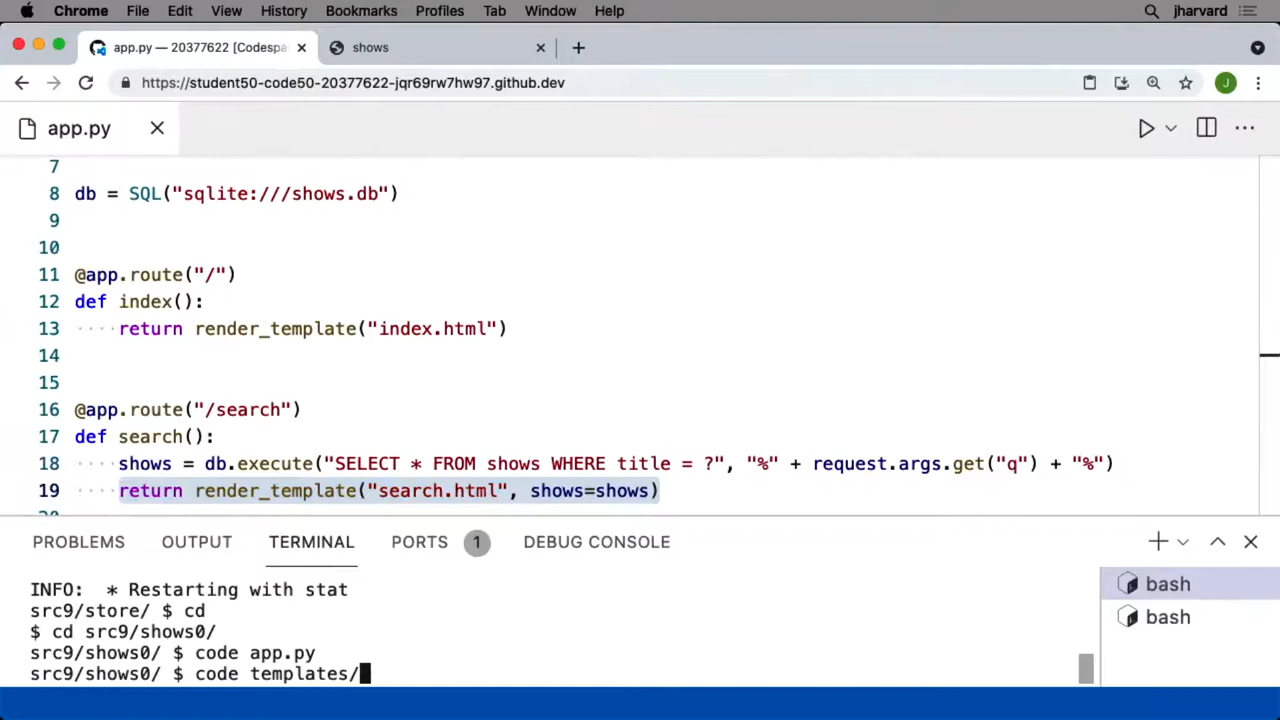 Chrome File Edit View History Bookmarks Profiles Tab Window Help jharvard
app.py — 20377622 [Codespa shows
https://student50-code50-20377622-jqr69rw7hw97.github.dev J
app.py
7
8 db = SQL("sqlite:///shows.db")
9
10
11 @app.route("/")
12 def index():
13 ····return render_template("index.html")
14
15
16 @app.route("/search")
17 def search():
18 ····shows = db.execute("SELECT * FROM shows WHERE title = ?", "%" + request.args.get("q") + "%")
19 ····return render_template("search.html", shows=shows)
PROBLEMS OUTPUT TERMINAL PORTS 1 DEBUG CONSOLE
INFO: * Restarting with stat
src9/store/ $ cd
$ cd src9/shows0/
src9/shows0/ $ code app.py
src9/shows0/ $ code templates/
bash
bash